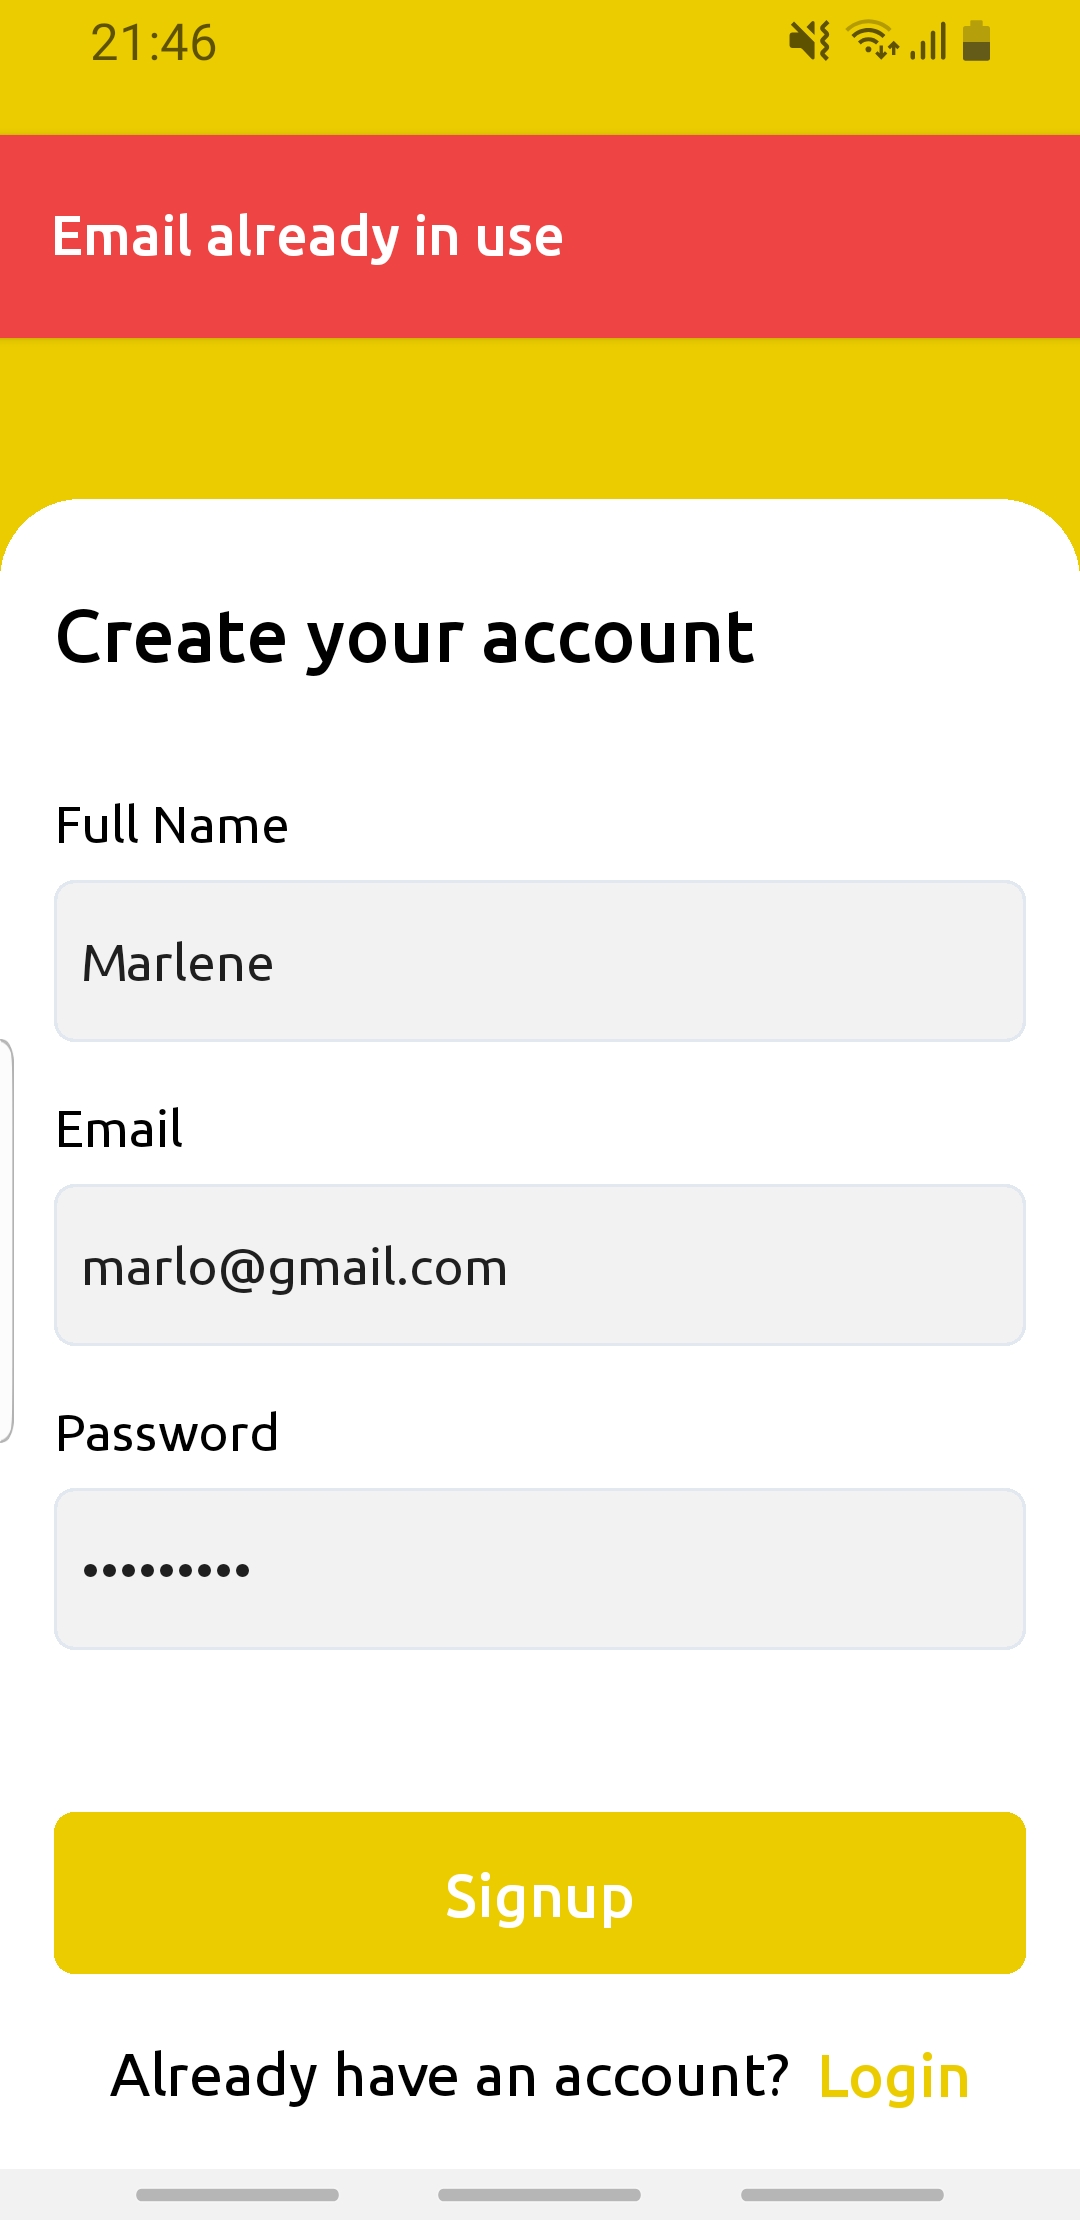 21:46
Email already in use
Create your account
Full Name
Marlene
Email
marlo@gmail.com
Password
•••••••••
Signup
Already have an account? Login